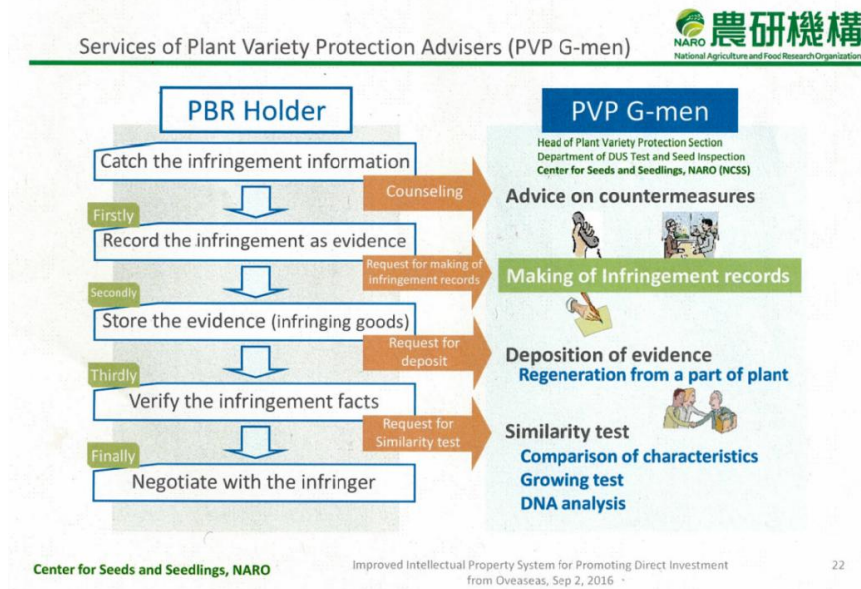 Services of Plant Variety Protection Advisers (PVP G-men)
NARO 農研機構
National Agriculture and Food Research Organization
PBR Holder
Catch the infringement information
Firstly
Record the infringement as evidence
Secondly
Store the evidence (infringing goods)
Thirdly
Verify the infringement facts
Finally
Negotiate with the infringer
Counseling
Request for making of
Infringement records
Request for
deposit
Request for
Similarity test
PVP G-men
Head of Plant Variety Protection Section
Department of DUS Test and Seed Inspection
Center for Seeds and Seedlings, NARO (NCSS)
Advice on countermeasures
Making of Infringement records
Deposition of evidence
Regeneration from a part of plant
Similarity test
Comparison of characteristics
Growing test
DNA analysis
Center for Seeds and Seedlings, NARO
Improved Intellectual Property System for Promoting Direct Investment
from Oveaseas, Sep 2, 2016
22